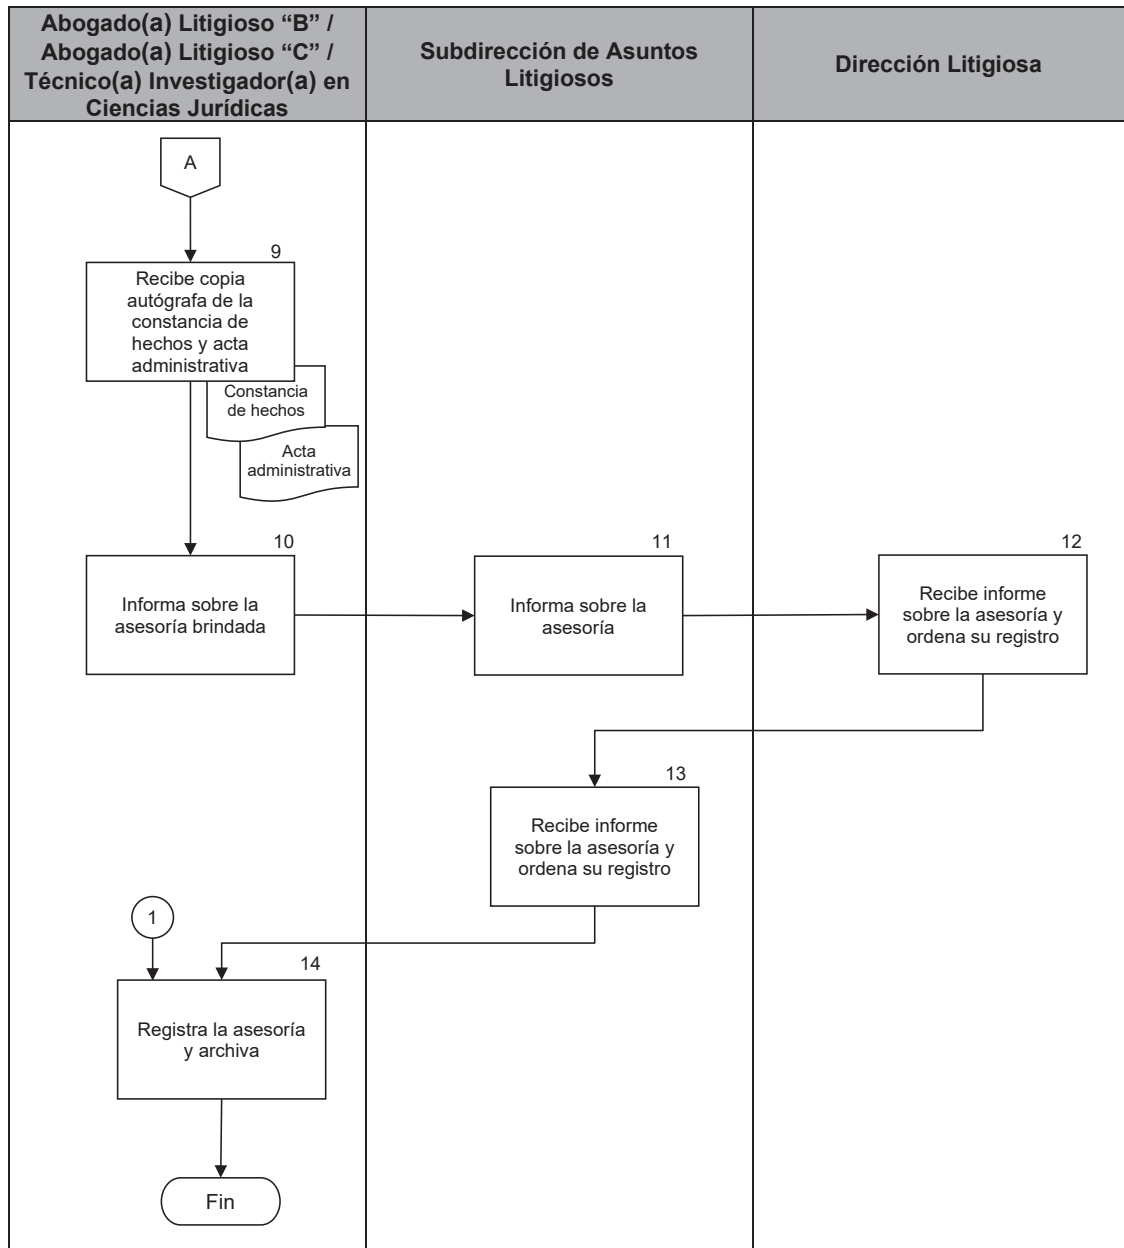 Abogado(a) Litigioso “B” /
Abogado(a) Litigioso “C” /
Técnico(a) Investigador(a) en
Ciencias Jurídicas
Subdirección de Asuntos
Litigiosos
Dirección Litigiosa
A
9
Recibe copia
autógrafa de la
constancia de
hechos y acta
administrativa
Constancia
de hechos
Acta
administrativa
10
Informa sobre la
asesoría brindada
11
Informa sobre la
asesoría
12
Recibe informe
sobre la asesoría y
ordena su registro
13
Recibe informe
sobre la asesoría y
ordena su registro
1
14
Registra la asesoría
y archiva
Fin